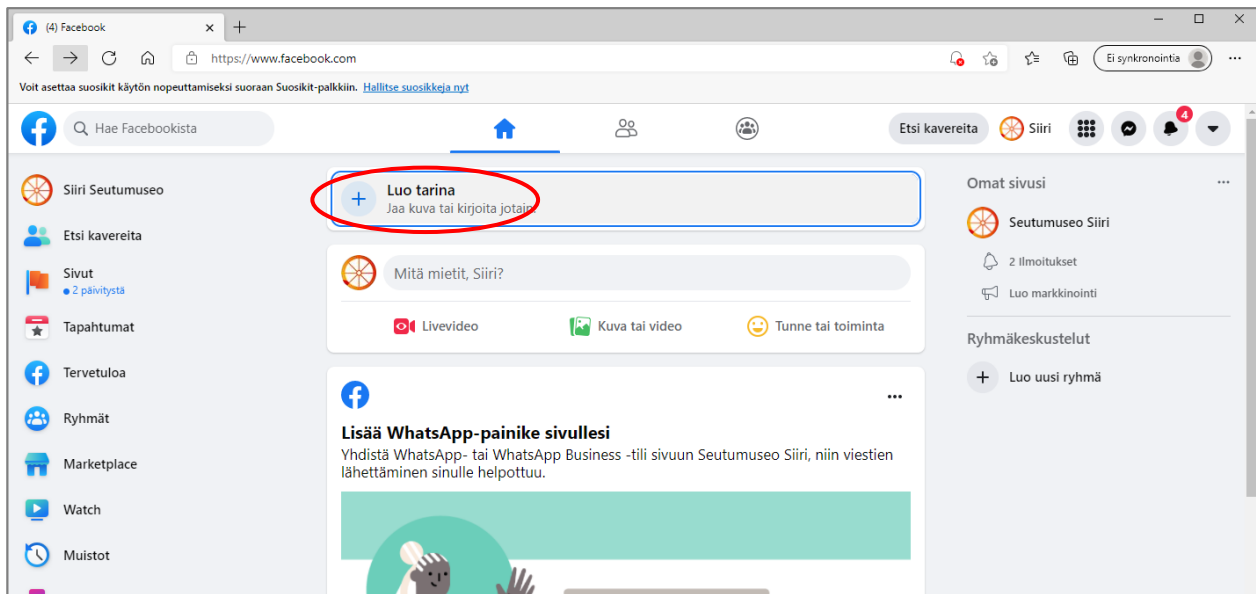 (4) Facebook
https://www.facebook.com
Ei synkronointia
Voit asettaa suosikit käytön nopeuttamiseksi suoraan Suosikit-palkkiin. Hallitse suosikkeja nyt
Hae Facebookista
Etsi kavereita
Siiri
4
Siiri Seutumuseo
Etsi kavereita
Sivut
2 päivitystä
Tapahtumat
Tervetuloa
Ryhmät
Marketplace
Watch
Muistot
Luo tarina
Jaa kuva tai kirjoita jotain.
Mitä mietit, Siiri?
Livevideo
Kuva tai video
Tunne tai toiminta
Lisää WhatsApp-painike sivullesi
Yhdistä WhatsApp- tai WhatsApp Business -tili sivuun Seutumuseo Siiri, niin viestien
lähettäminen sinulle helpottuu.
Omat sivusi
Seutumuseo Siiri
2 Ilmoitukset
Luo markkinointi
Ryhmäkeskustelut
Luo uusi ryhmä